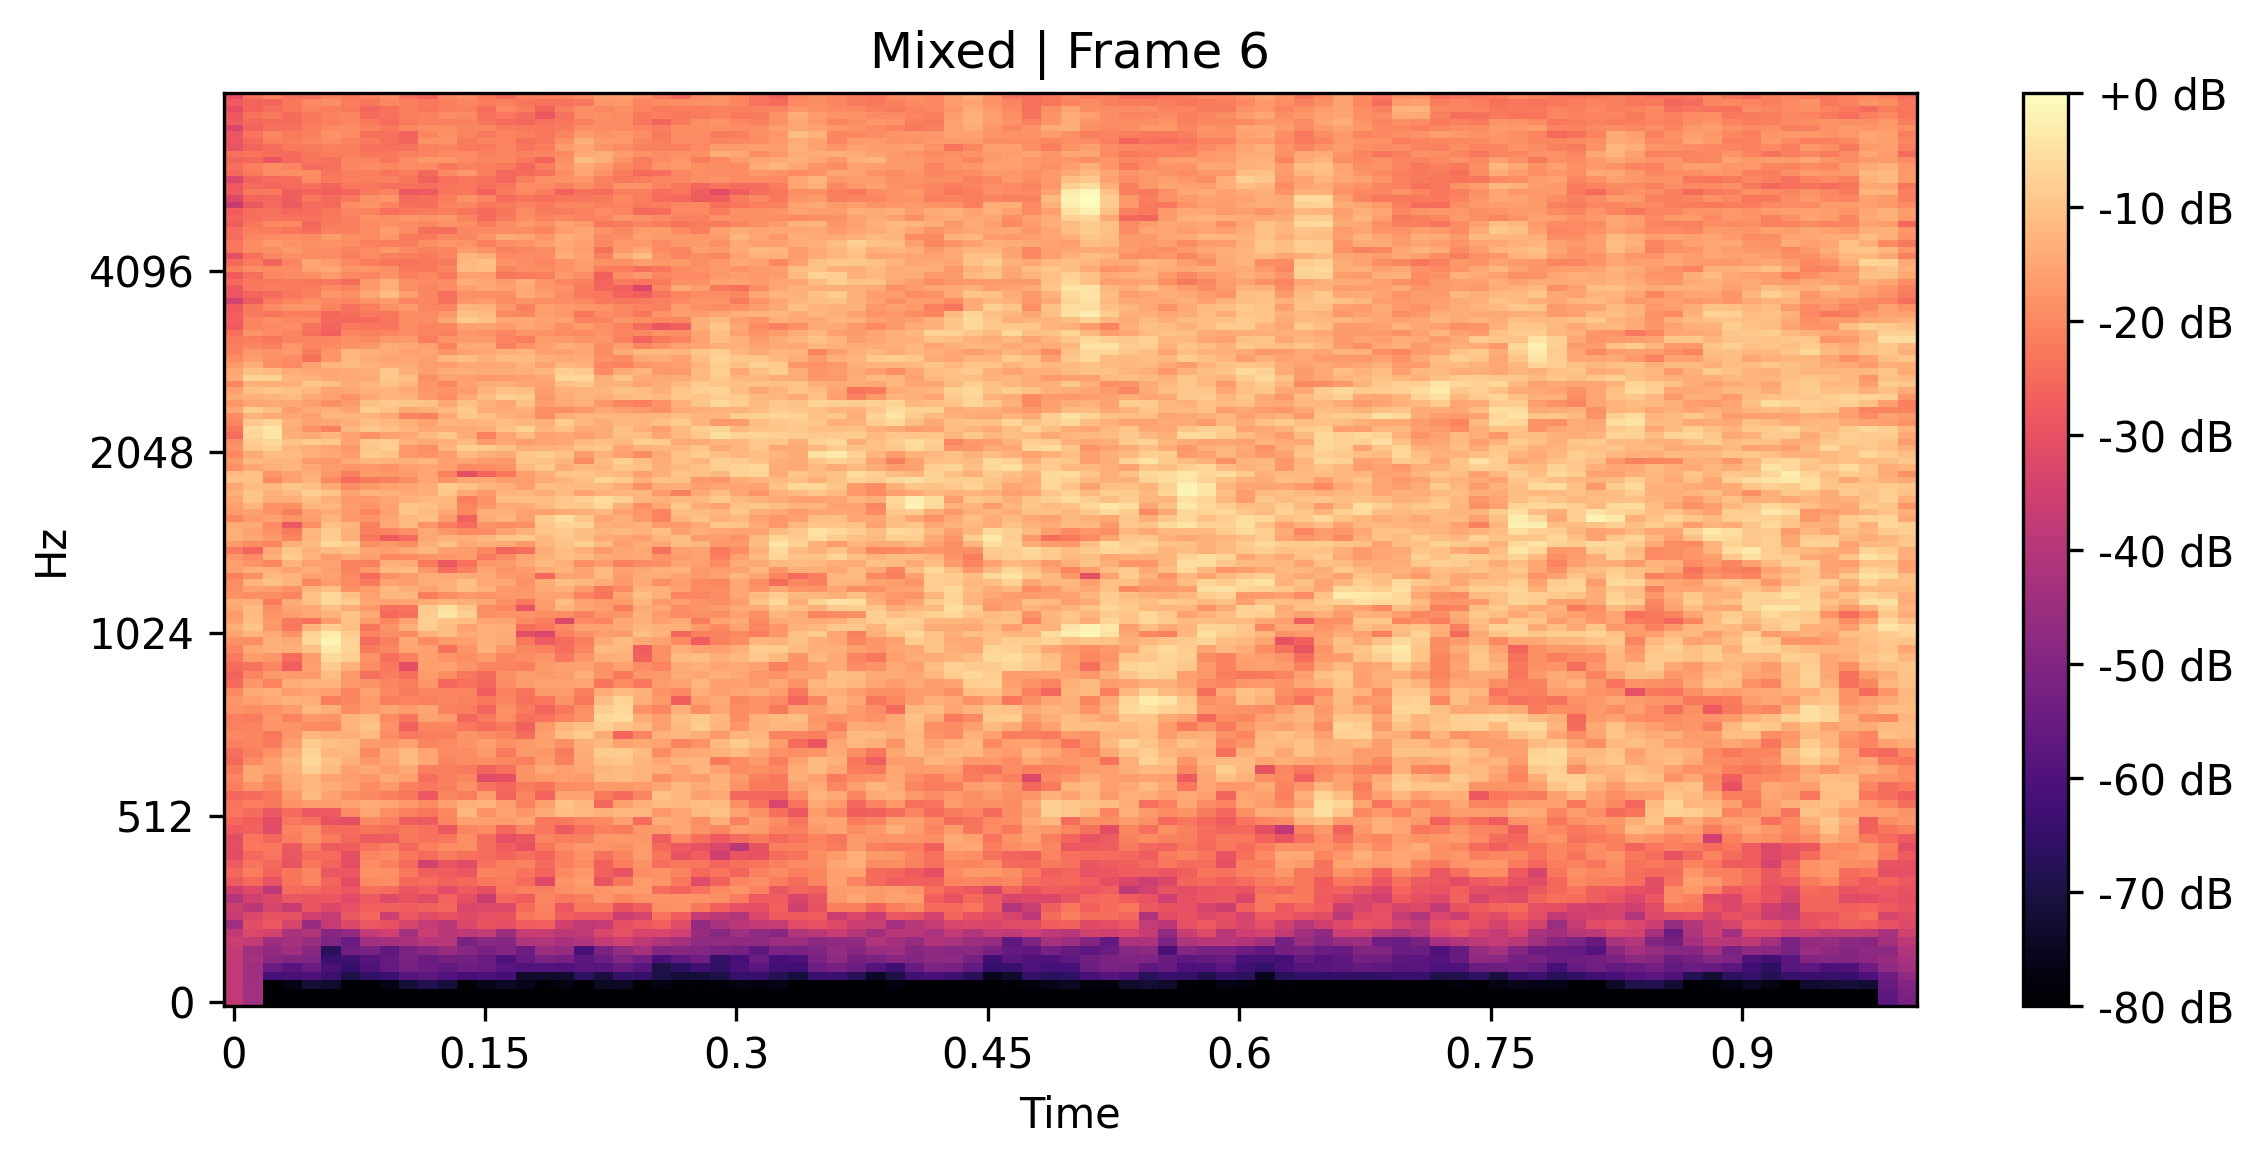 Mixed | Frame 6
Hz
4096
2048
1024
512
0
0 0.15 0.3 0.45 0.6 0.75 0.9
Time
+0 dB
-10 dB
-20 dB
-30 dB
-40 dB
-50 dB
-60 dB
-70 dB
-80 dB